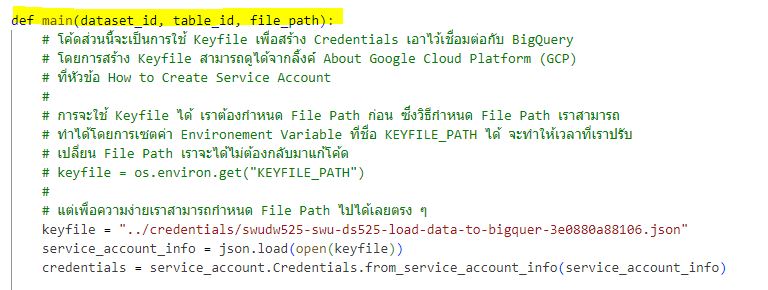 def main(dataset_id, table_id, file_path):
# โค้ดส่วนนี้จะเป็นการใช้ Keyfile เพื่อสร้าง Credentials เอาไว้เชื่อมต่อกับ BigQuery
# โดยการสร้าง Keyfile สามารถดูได้จากลิ้งค์ About Google Cloud Platform (GCP)
# ที่หัวข้อ How to Create Service Account
#
# การจะใช้ Keyfile ได้ เราต้องกำหนด File Path ก่อน ซึ่งวิธีกำหนด File Path เราสามารถ
# ทำได้โดยการเซตค่า Environement Variable ที่ชื่อ KEYFILE_PATH ได้ จะทำให้เวลาที่เราปรับ
# เปลี่ยน File Path เราจะได้ไม่ต้องกลับมาแก้โค้ด
# keyfile = os.environ.get("KEYFILE_PATH")
#
# แต่เพื่อความง่ายเราสามารถกำหนด File Path ไปได้เลยตรง ๆ
keyfile = "../credentials/swudw525-swu-ds525-load-data-to-bigquer-3e0880a88106.json"
service_account_info = json.load(open(keyfile))
credentials = service_account.Credentials.from_service_account_info(service_account_info)